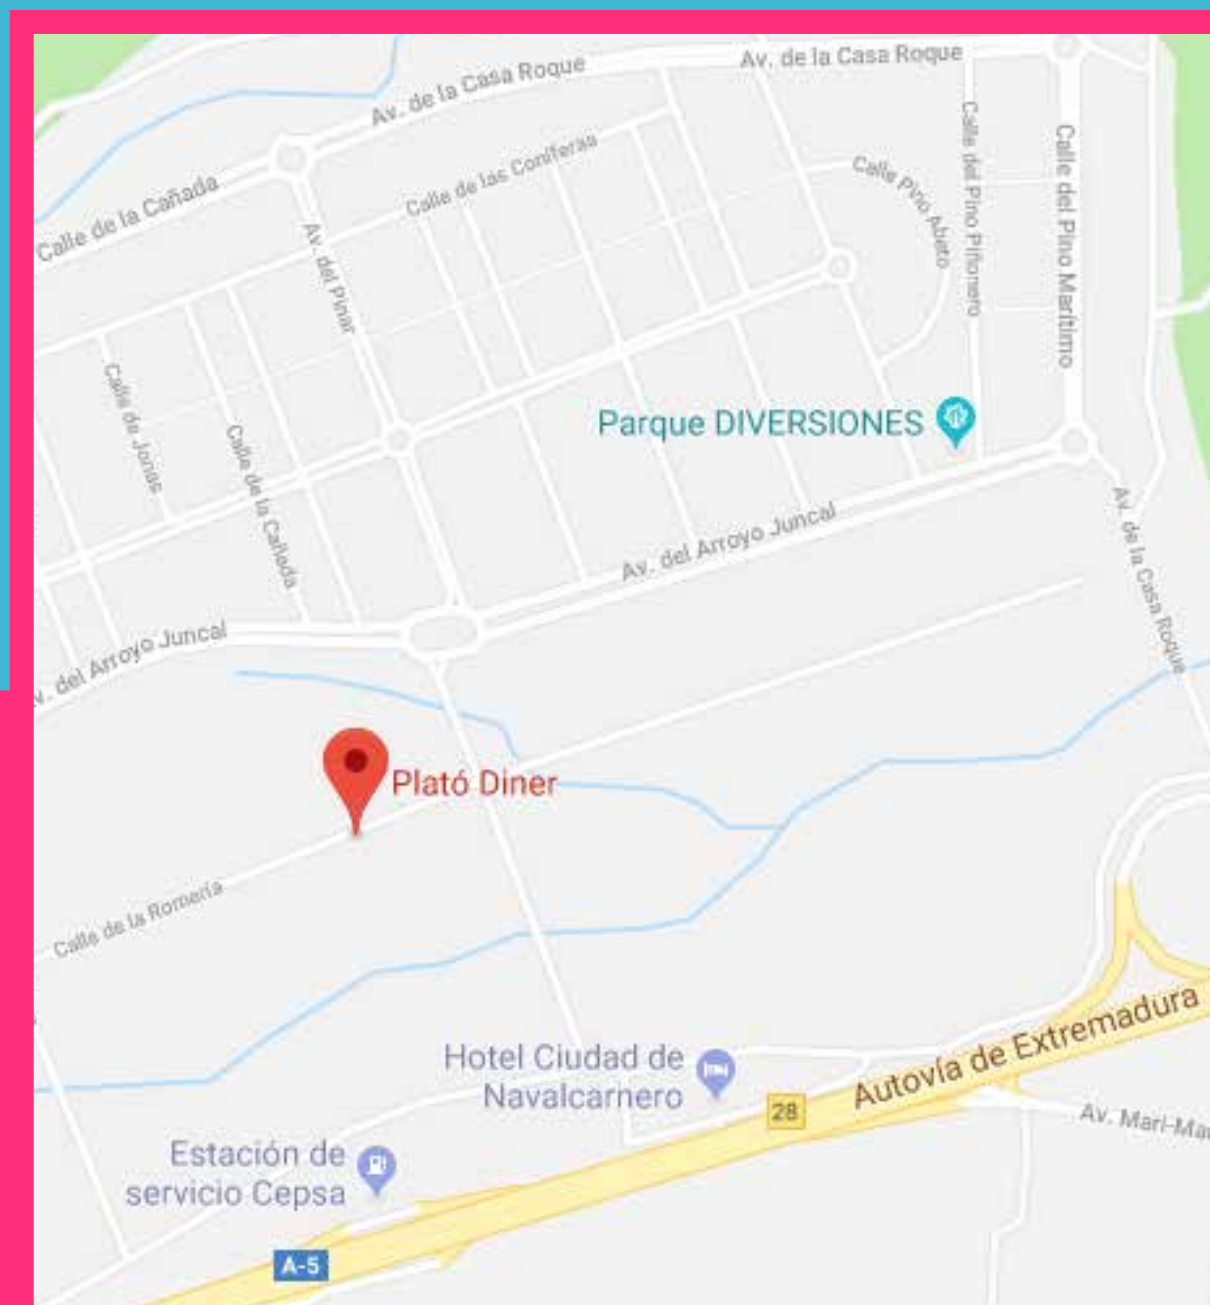 Av. de la Casa Roque
Av. de la Casa Roque
Calle de la Cañada
Calle de las Coníferas
Calle Pino Abeto
Calle del Pino Piñonero
Calle del Pino Marítimo
Av. del Pinar
Calle de Jonas
Calle de la Cañada
Parque DIVERSIONES
Av. del Arroyo Juncal
Av. de la Casa Roque
v. del Arroyo Juncal
Plató Diner
Calle de la Romería
Hotel Ciudad de
Navalcarnero
28
Autovía de Extremadura
Av. Mari-Ma
Estación de
servicio Cepsa
A-5